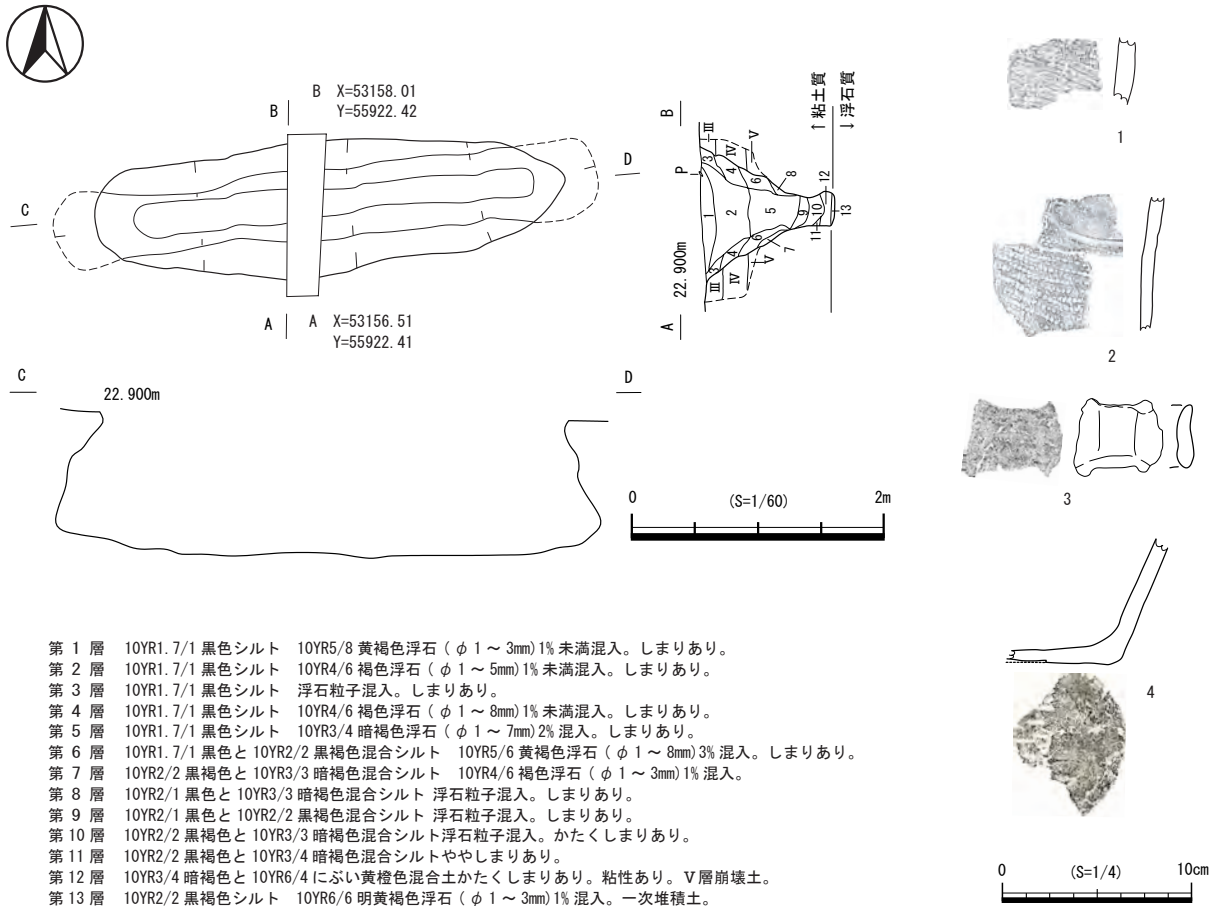 B X=53158.01
Y=55922.42
B
D
C
A
A X=53156.51
Y=55922.41
B
P
22.900m
A
↑粘土質
↓浮石質
Ⅲ
Ⅳ
Ⅴ
3
4
6
8
12
1
2
5
9
10
13
11
6
7
4
3
Ⅲ
Ⅳ
Ⅴ
C
22.900m
D
0 (S=1/60) 2m
1
2
3
4
第 1 層 10YR1.7/1 黒色シルト 10YR5/8 黄褐色浮石 ( φ 1 ～ 3mm)1% 未満混入。しまりあり。
第 2 層 10YR1.7/1 黒色シルト 10YR4/6 褐色浮石 ( φ 1 ～ 5mm)1% 未満混入。しまりあり。
第 3 層 10YR1.7/1 黒色シルト 浮石粒子混入。しまりあり。
第 4 層 10YR1.7/1 黒色シルト 10YR4/6 褐色浮石 ( φ 1 ～ 8mm)1% 未満混入。しまりあり。
第 5 層 10YR1.7/1 黒色シルト 10YR3/4 暗褐色浮石 ( φ 1 ～ 7mm)2% 混入。しまりあり。
第 6 層 10YR1.7/1 黒色と 10YR2/2 黒褐色混合シルト 10YR5/6 黄褐色浮石 ( φ 1 ～ 8mm)3% 混入。しまりあり。
第 7 層 10YR2/2 黒褐色と 10YR3/3 暗褐色混合シルト 10YR4/6 褐色浮石 ( φ 1 ～ 3mm)1% 混入。
第 8 層 10YR2/1 黒色と 10YR3/3 暗褐色混合シルト 浮石粒子混入。しまりあり。
第 9 層 10YR2/1 黒色と 10YR2/2 黒褐色混合シルト 浮石粒子混入。しまりあり。
第 10 層 10YR2/2 黒褐色と 10YR3/3 暗褐色混合シルト浮石粒子混入。かたくしまりあり。
第 11 層 10YR2/2 黒褐色と 10YR3/4 暗褐色混合シルトややしまりあり。
第 12 層 10YR3/4 暗褐色と 10YR6/4 にぶい黄橙色混合土かたくしまりあり。粘性あり。Ⅴ層崩壊土。
第 13 層 10YR2/2 黒褐色シルト 10YR6/6 明黄褐色浮石 ( φ 1 ～ 3mm)1% 混入。一次堆積土。
0 (S=1/4) 10cm